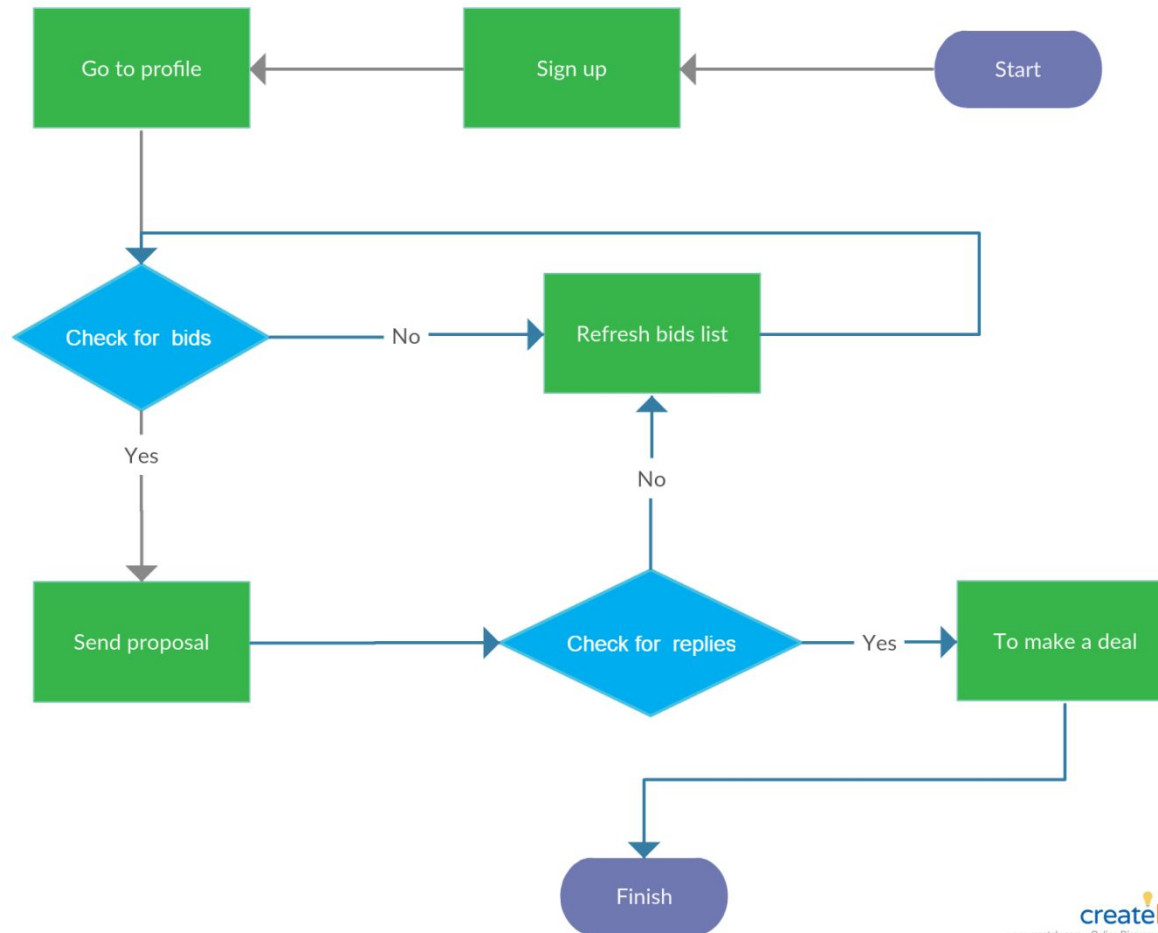 Go to profile
Sign up
Start
Check for bids
No
Refresh bids list
Yes
No
Send proposal
Check for replies
Yes
To make a deal
Finish